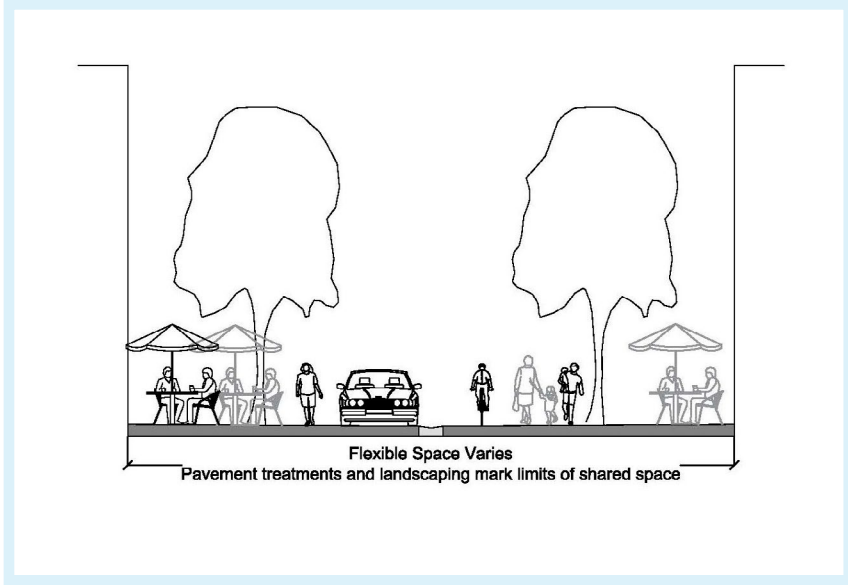 Flexible Space Varies
Pavement treatments and landscaping mark limits of shared space